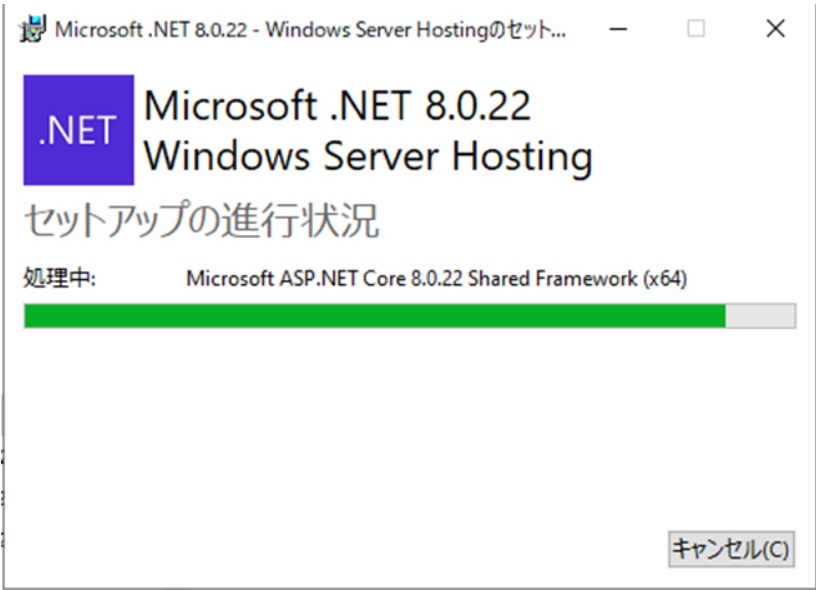 Microsoft .NET 8.0.22 - Windows Server Hostingのセット...
.NET
Microsoft .NET 8.0.22
Windows Server Hosting
セットアップの進行状況
処理中: Microsoft ASP.NET Core 8.0.22 Shared Framework (x64)
キャンセル(C)